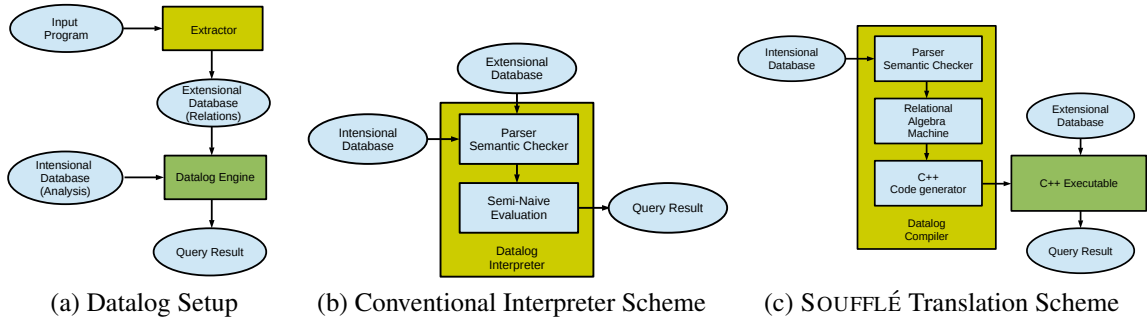 Input
Program
Extractor
Extensional
Database
(Relations)
Intensional
Database
(Analysis)
Datalog Engine
Query Result
(a) Datalog Setup
Extensional
Database
Intensional
Database
Parser
Semantic Checker
Semi-Naive
Evaluation
Query Result
Datalog
Interpreter
(b) Conventional Interpreter Scheme
Intensional
Database
Parser
Semantic Checker
Relational
Algebra
Machine
C++
Code generator
Datalog
Compiler
Extensional
Database
C++ Executable
Query Result
(c) SOUFFLÉ Translation Scheme